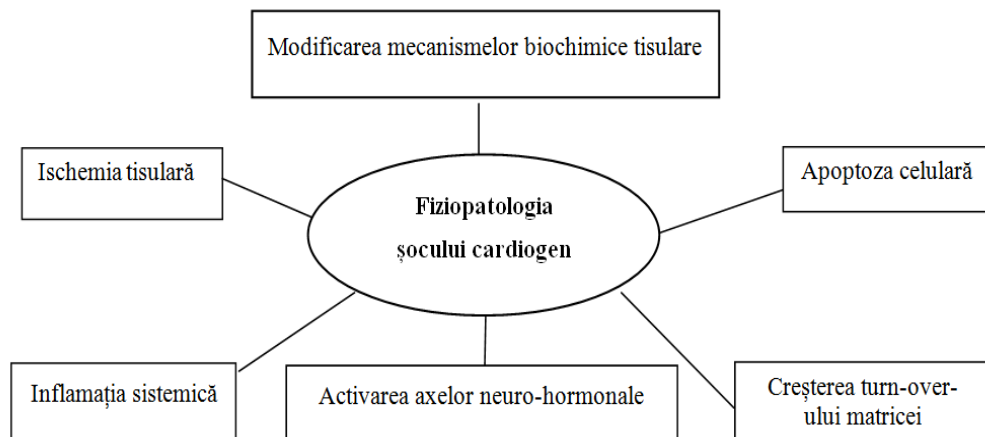 Modificarea mecanismelor biochimice tisulare
Ischemia tisulară
Apoptoza celulară
Fiziopatologia
șocului cardiogen
Inflamația sistemică
Activarea axelor neuro-hormonale
Creșterea turn-over-
ului matricei